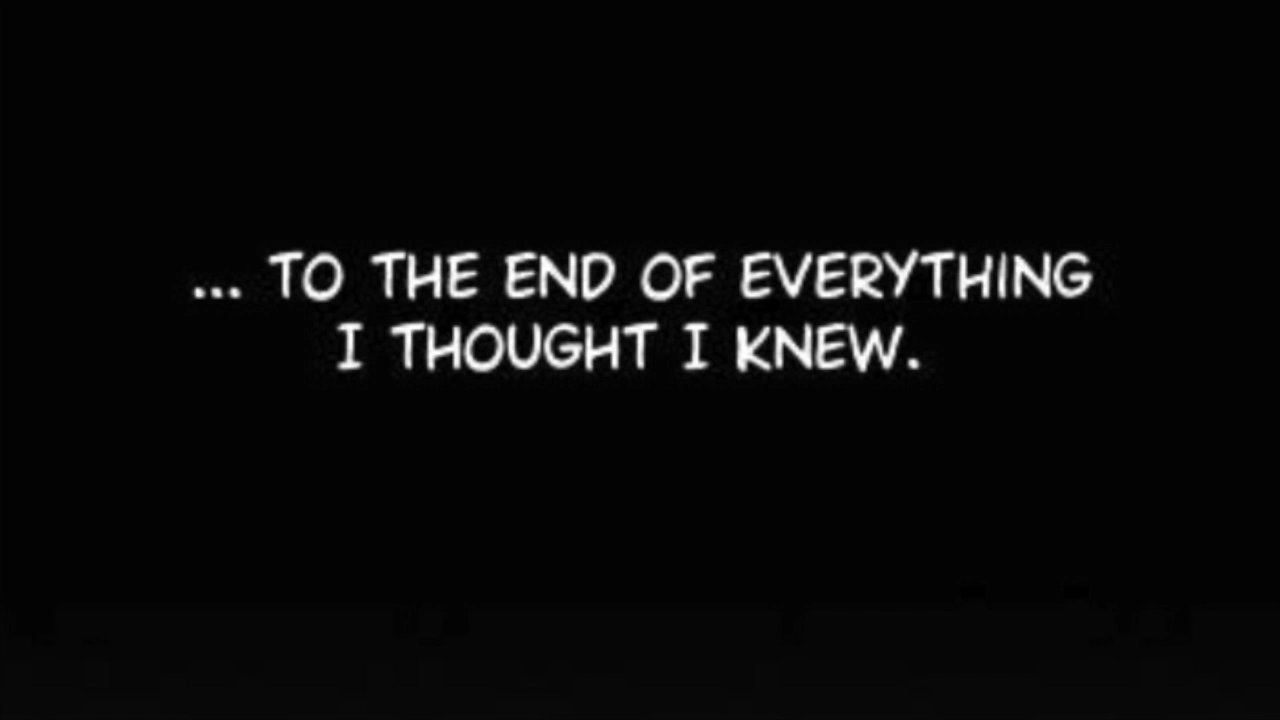 ... TO THE END OF EVERYTHING
I THOUGHT I KNEW.